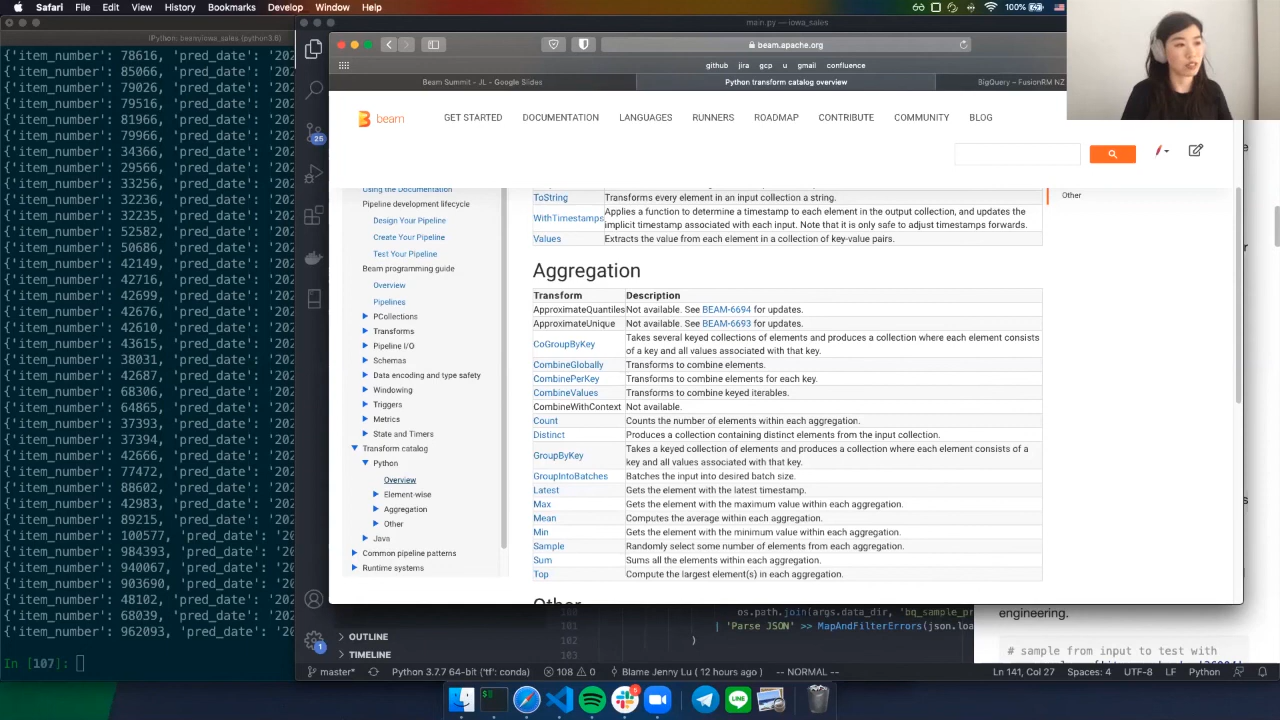 Safari File Edit View History Bookmarks Develop Window Help 100%
IPython: beam/iowa_sales (python3.8)
main.py — iowa_sales
beam.apache.org
github jira gcp u gmail confluence
Beam Summit - JL - Google Slides Python transform catalog overview BigQuery – FusionRM NZ
beam GET STARTED DOCUMENTATION LANGUAGES RUNNERS ROADMAP CONTRIBUTE COMMUNITY BLOG
{'item_number': 78616, 'pred_date': '202
{'item_number': 85066, 'pred_date': '202
{'item_number': 79026, 'pred_date': '202
{'item_number': 79516, 'pred_date': '202
{'item_number': 81966, 'pred_date': '202
{'item_number': 79966, 'pred_date': '202
{'item_number': 34366, 'pred_date': '202
{'item_number': 29566, 'pred_date': '202
{'item_number': 33256, 'pred_date': '202
{'item_number': 32236, 'pred_date': '202
{'item_number': 32235, 'pred_date': '202
{'item_number': 58582, 'pred_date': '202
{'item_number': 50686, 'pred_date': '202
{'item_number': 42149, 'pred_date': '202
{'item_number': 42716, 'pred_date': '202
{'item_number': 42699, 'pred_date': '202
{'item_number': 42676, 'pred_date': '202
{'item_number': 42610, 'pred_date': '202
{'item_number': 43615, 'pred_date': '202
{'item_number': 38031, 'pred_date': '202
{'item_number': 42687, 'pred_date': '202
{'item_number': 68306, 'pred_date': '202
{'item_number': 64865, 'pred_date': '202
{'item_number': 37393, 'pred_date': '202
{'item_number': 37394, 'pred_date': '202
{'item_number': 42666, 'pred_date': '202
{'item_number': 77472, 'pred_date': '202
{'item_number': 88602, 'pred_date': '202
{'item_number': 42983, 'pred_date': '202
{'item_number': 89215, 'pred_date': '202
{'item_number': 100577, 'pred_date': '20
{'item_number': 984393, 'pred_date': '20
{'item_number': 940067, 'pred_date': '20
{'item_number': 903690, 'pred_date': '20
{'item_number': 48102, 'pred_date': '202
{'item_number': 68039, 'pred_date': '202
{'item_number': 962093, 'pred_date': '20
In [107]:
25
1
Using the Documentation
Pipeline development lifecycle
Design Your Pipeline
Create Your Pipeline
Test Your Pipeline
Beam programming guide
Overview
Pipelines
PCollections
Transforms
Pipeline I/O
Schemas
Data encoding and type safety
Windowing
Triggers
Metrics
State and Timers
Transform catalog
Python
Overview
Element-wise
Aggregation
Other
Java
Common pipeline patterns
Runtime systems
ToString Transforms every element in an input collection a string.
WithTimestamps Applies a function to determine a timestamp to each element in the output collection, and updates the
implicit timestamp associated with each input. Note that it is only safe to adjust timestamps forwards.
Values Extracts the value from each element in a collection of key-value pairs.
Aggregation
Transform Description
ApproximateQuantiles Not available. See BEAM-6694 for updates.
ApproximateUnique Not available. See BEAM-6693 for updates.
CoGroupByKey Takes several keyed collections of elements and produces a collection where each element consists
of a key and all values associated with that key.
CombineGlobally Transforms to combine elements.
CombinePerKey Transforms to combine elements for each key.
CombineValues Transforms to combine keyed iterables.
CombineWithContext Not available.
Count Counts the number of elements within each aggregation.
Distinct Produces a collection containing distinct elements from the input collection.
GroupByKey Takes a keyed collection of elements and produces a collection where each element consists of a
key and all values associated with that key.
GroupIntoBatches Batches the input into desired batch size.
Latest Gets the element with the latest timestamp.
Max Gets the element with the maximum value within each aggregation.
Mean Computes the average within each aggregation.
Min Gets the element with the minimum value within each aggregation.
Sample Randomly select some number of elements from each aggregation.
Sum Sums all the elements within each aggregation.
Top Compute the largest element(s) in each aggregation.
Other
Other
OUTLINE
TIMELINE
100 os.path.join(args.data_dir, 'bq_sample_pr
101 | 'Parse JSON' >> MapAndFilterErrors(json.loa
102 )
103
engineering.
# sample from input to test with
master* Python 3.7.7 64-bit ('tf': conda) 108 0 Blame Jenny Lu ( 12 hours ago ) -- NORMAL -- Ln 141, Col 27 Spaces: 4 UTF-8 LF Python
5
LINE